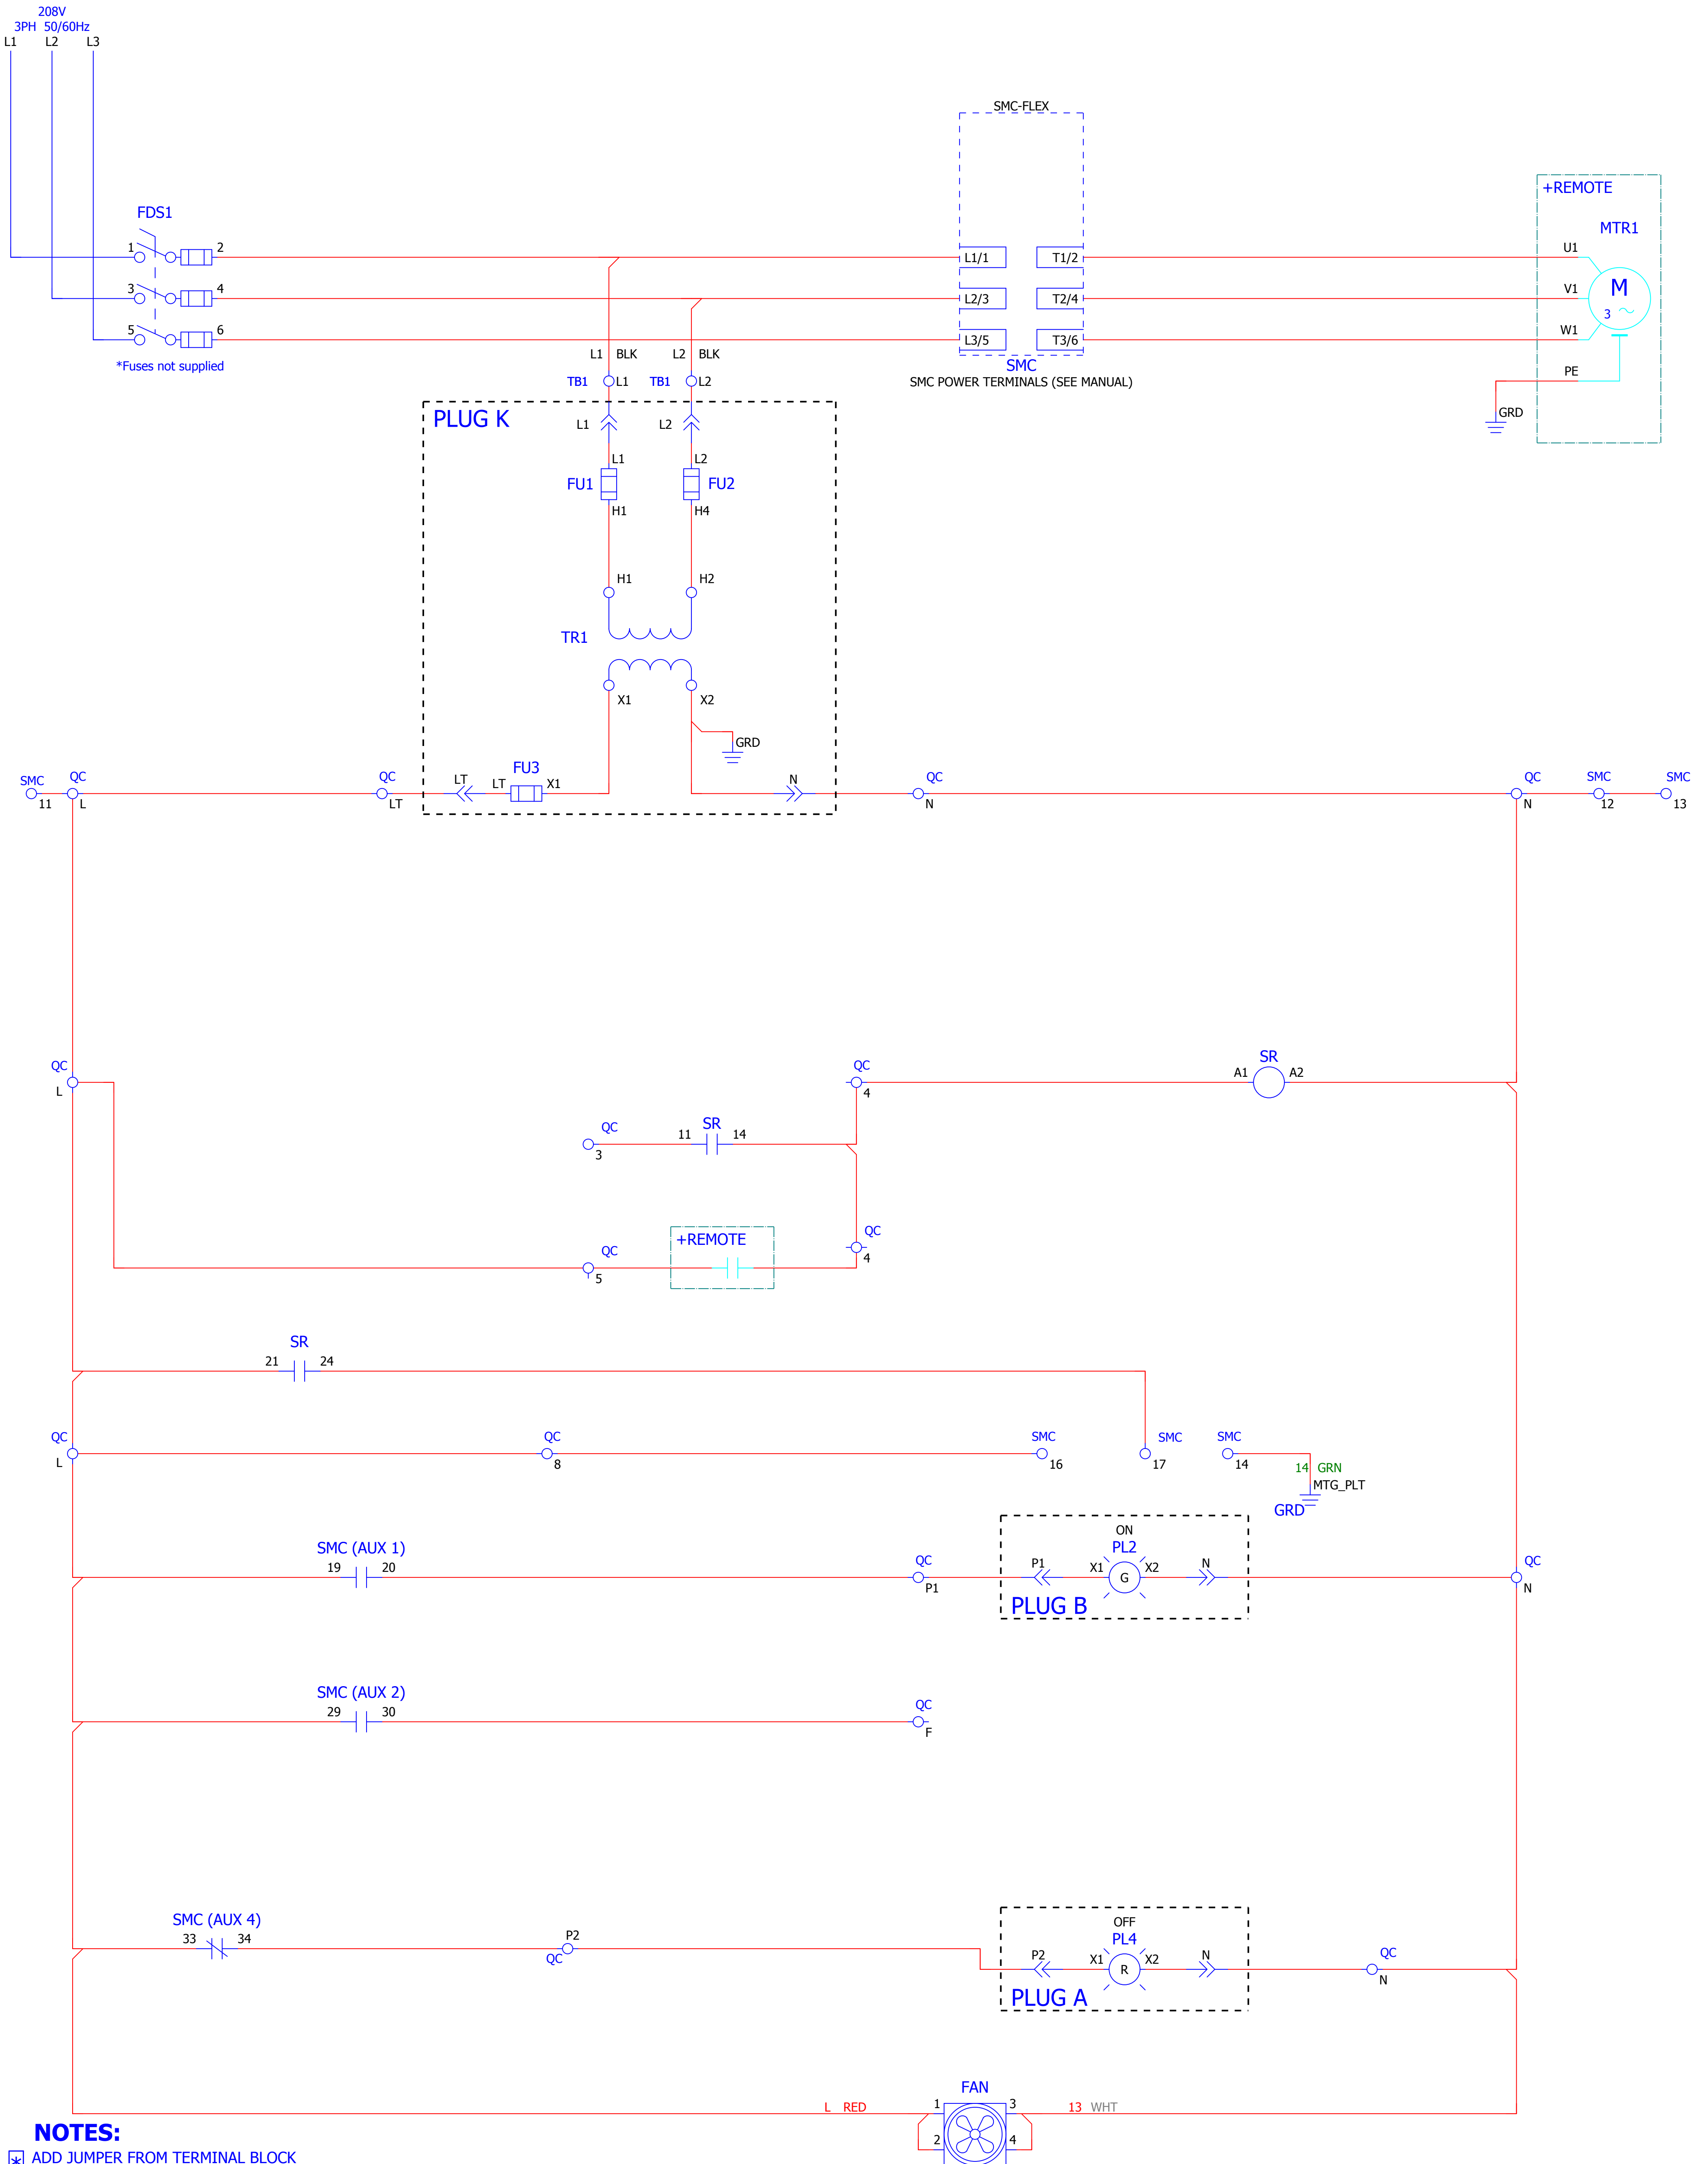 208V
3PH 50/60Hz
L1 L2 L3
SMC-FLEX
+REMOTE
MTR1
FDS1
1 2
L1/1 T1/2
U1
3 4
L2/3 T2/4
V1
M
3
5 6
L3/5 T3/6
W1
*Fuses not supplied
L1 BLK L2 BLK
SMC
SMC POWER TERMINALS (SEE MANUAL)
PE
TB1 L1 TB1 L2
GRD
PLUG K
L1 L2
L1 L2
FU1 FU2
H1 H4
H1 H2
TR1
X1 X2
GRD
SMC QC QC LT LT FU3 X1 N QC QC SMC SMC
11 L LT N N 12 13
QC QC SR
L 4 A1 A2
QC 11 SR 14
3
QC +REMOTE QC
5 4
SR
21 24
QC QC SMC SMC SMC
L 8 16 17 14
14 GRN
MTG_PLT
GRD
SMC (AUX 1)
19 20
QC
P1
ON
PL2
P1 X1 G X2 N
PLUG B
QC
N
SMC (AUX 2)
29 30
QC
F
SMC (AUX 4)
33 34
P2
QC
OFF
PL4
P2 X1 R X2 N
PLUG A
QC
N
FAN
L RED 1 3 13 WHT
2 4
NOTES:
* ADD JUMPER FROM TERMINAL BLOCK